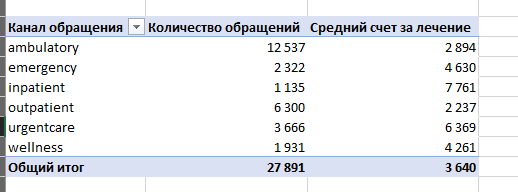 Канал обращения Количество обращений Средний счет за лечение
ambulatory 12 537 2 894
emergency 2 322 4 630
inpatient 1 135 7 761
outpatient 6 300 2 237
urgentcare 3 666 6 369
wellness 1 931 4 261
Общий итог 27 891 3 640